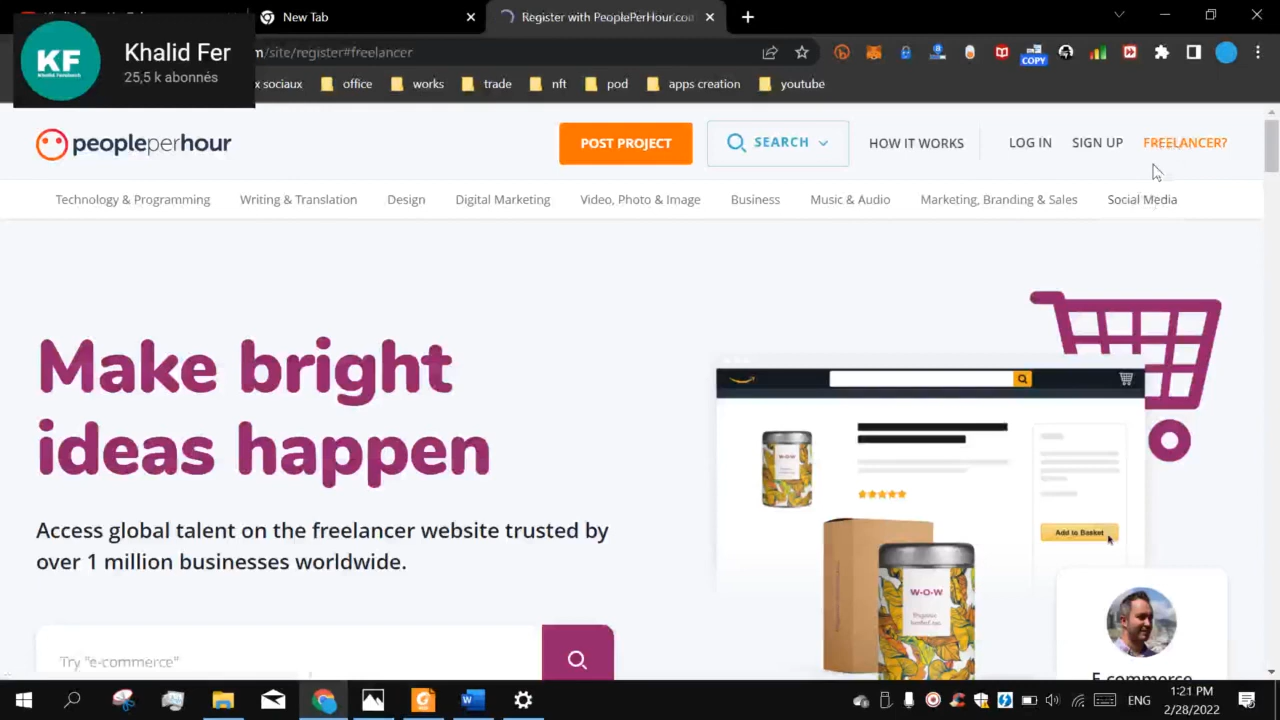 New Tab
Register with PeoplePerHour.com
Khalid Fer
25,5 k abonnés
KF
m/site/register#freelancer
COPY
x sociaux
office
works
trade
nft
pod
apps creation
youtube
peopleperhour
POST PROJECT
SEARCH
HOW IT WORKS
LOG IN
SIGN UP
FREELANCER?
Technology & Programming
Writing & Translation
Design
Digital Marketing
Video, Photo & Image
Business
Music & Audio
Marketing, Branding & Sales
Social Media
Make bright
ideas happen
Access global talent on the freelancer website trusted by
over 1 million businesses worldwide.
Try "e-commerce"
Add to Basket
W·O·W
E-commerce
ENG
1:21 PM
2/28/2022